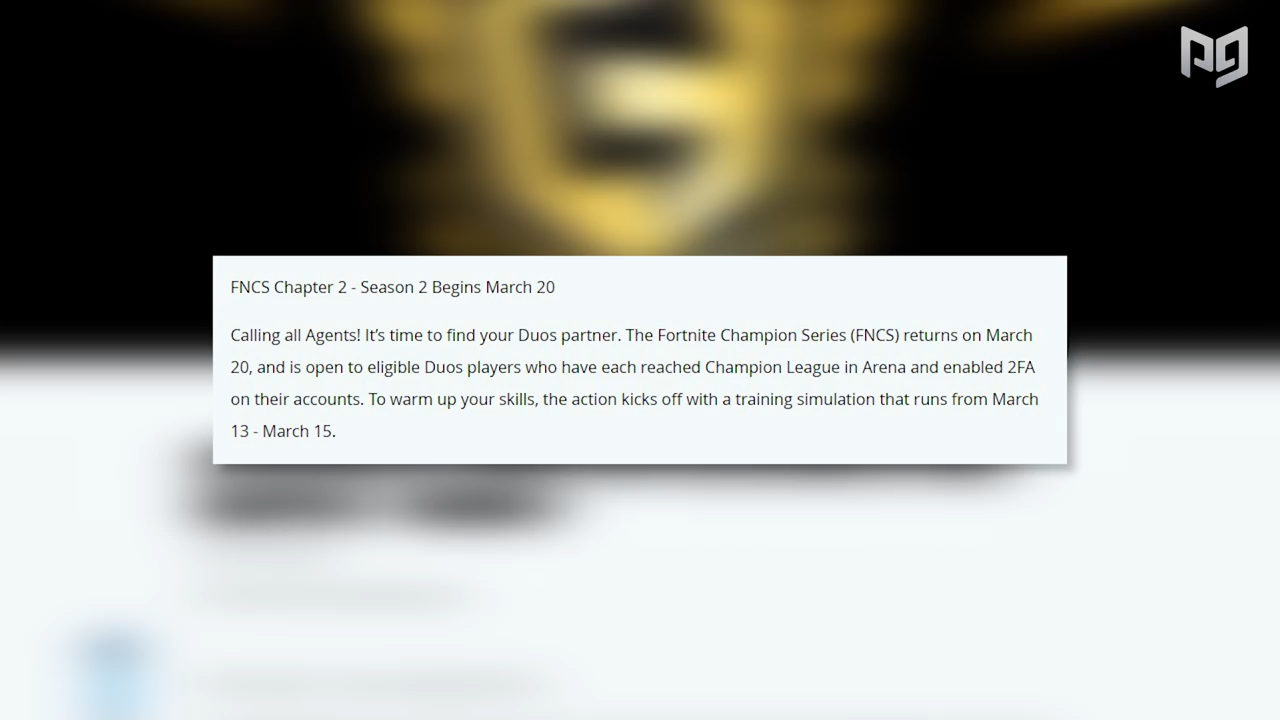 FNCS Chapter 2 - Season 2 Begins March 20
Calling all Agents! It’s time to find your Duos partner. The Fortnite Champion Series (FNCS) returns on March
20, and is open to eligible Duos players who have each reached Champion League in Arena and enabled 2FA
on their accounts. To warm up your skills, the action kicks off with a training simulation that runs from March
13 - March 15.